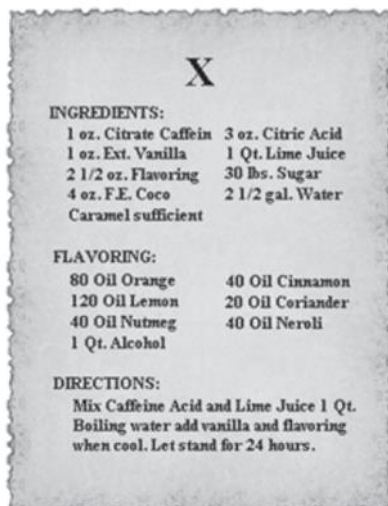 X
INGREDIENTS:
1 oz. Citrate Caffein 3 oz. Citric Acid
1 oz. Ext. Vanilla 1 Qt. Lime Juice
2 1/2 oz. Flavoring 30 lbs. Sugar
4 oz. F.E. Coco 2 1/2 gal. Water
Caramel sufficient
FLAVORING:
80 Oil Orange 40 Oil Cinnamon
120 Oil Lemon 20 Oil Coriander
40 Oil Nutmeg 40 Oil Neroli
1 Qt. Alcohol
DIRECTIONS:
Mix Caffeine Acid and Lime Juice 1 Qt.
Boiling water add vanilla and flavoring
when cool. Let stand for 24 hours.